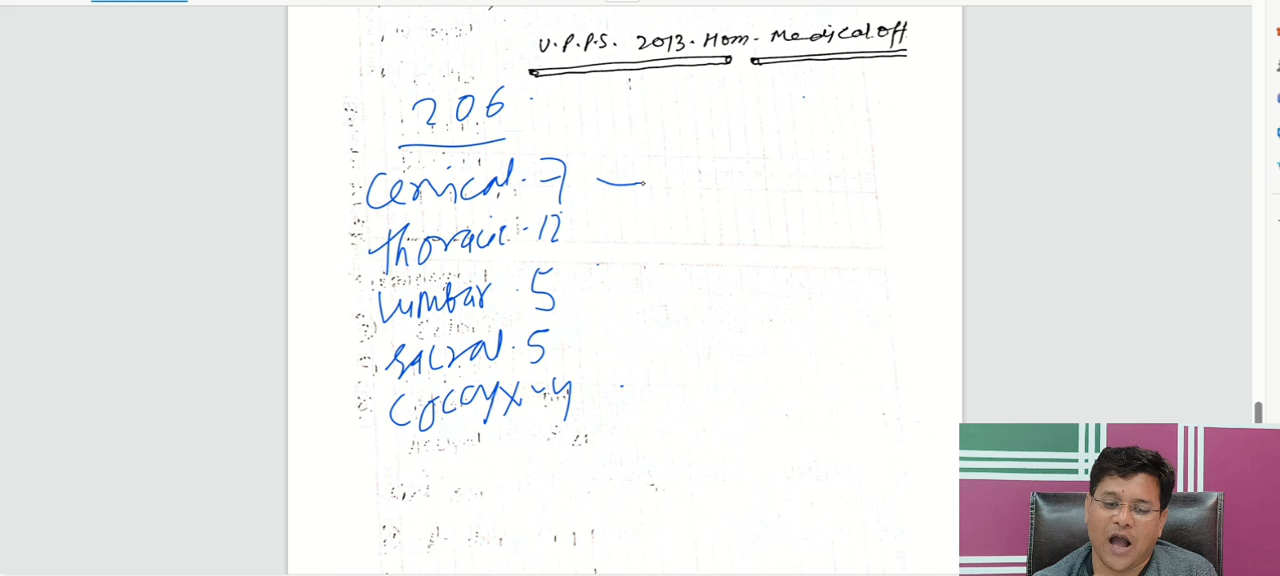 U.P.P.S. 2013. Hom. Medical off
206
Cervical. 7 —
Thoracic. 12
Lumbar 5
Sacral. 5
Coccyx - 4